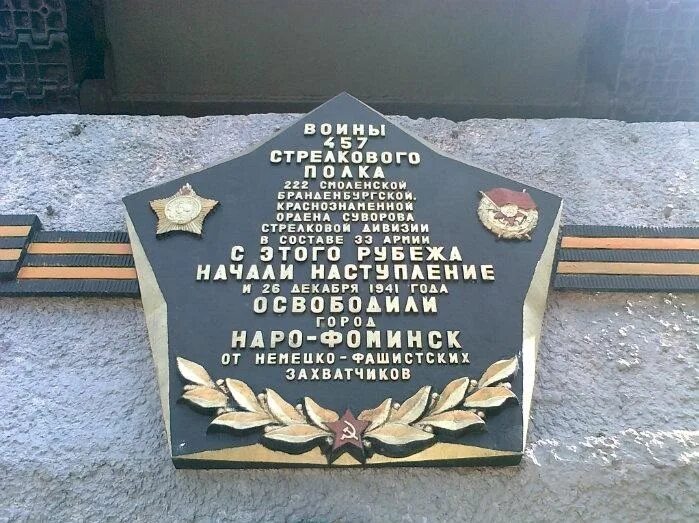 ВОИНЫ
457
СТРЕЛКОВОГО
ПОЛКА
222 СМОЛЕНСКОЙ
БРАНДЕНБУРГСКОЙ,
КРАСНОЗНАМЕННОЙ
ОРДЕНА СУВОРОВА
СТРЕЛКОВОЙ ДИВИЗИИ
В СОСТАВЕ 33 АРМИИ
С ЭТОГО РУБЕЖА
НАЧАЛИ НАСТУПЛЕНИЕ
И 26 ДЕКАБРЯ 1941 ГОДА
ОСВОБОДИЛИ
ГОРОД
НАРО-ФОМИНСК
ОТ НЕМЕЦКО-ФАШИСТСКИХ
ЗАХВАТЧИКОВ